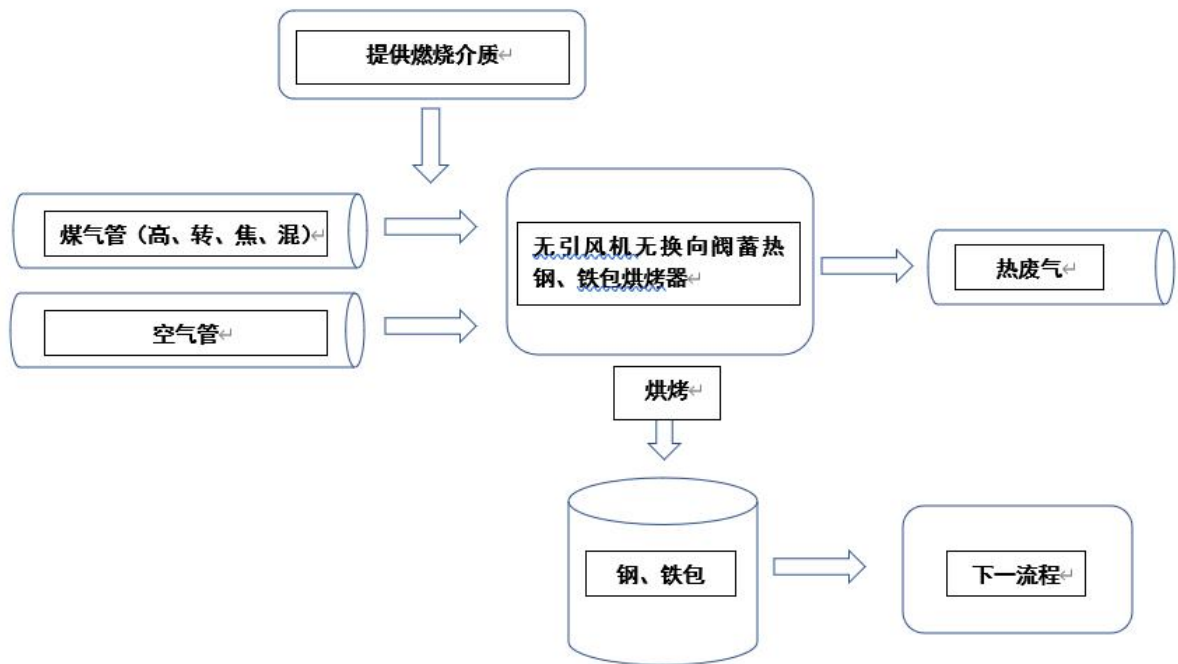 提供燃烧介质
煤气管（高、转、焦、混）
空气管
无引风机无换向阀蓄热
钢、铁包烘烤器
热废气
烘烤
钢、铁包
下一流程